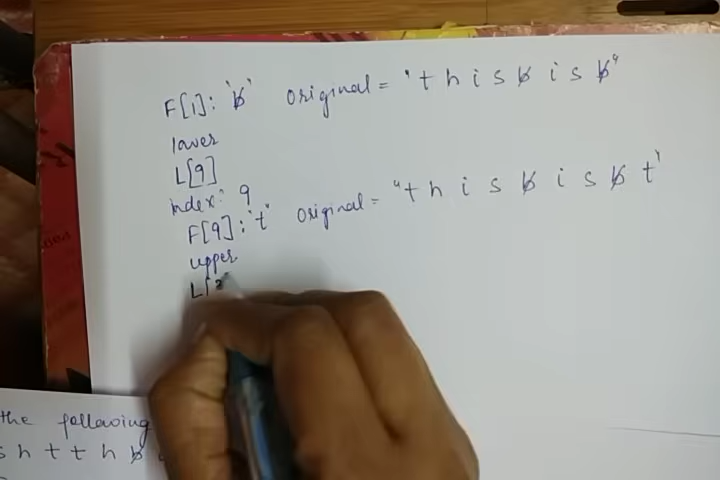 F[1]: 'b̸' Original = "t h i s b̸ i s b̸"
lower
L[9]
Index: 9
F[9]: 't' Original = "t h i s b̸ i s b̸ t"
upper
L[
the following
s h t t h b̸